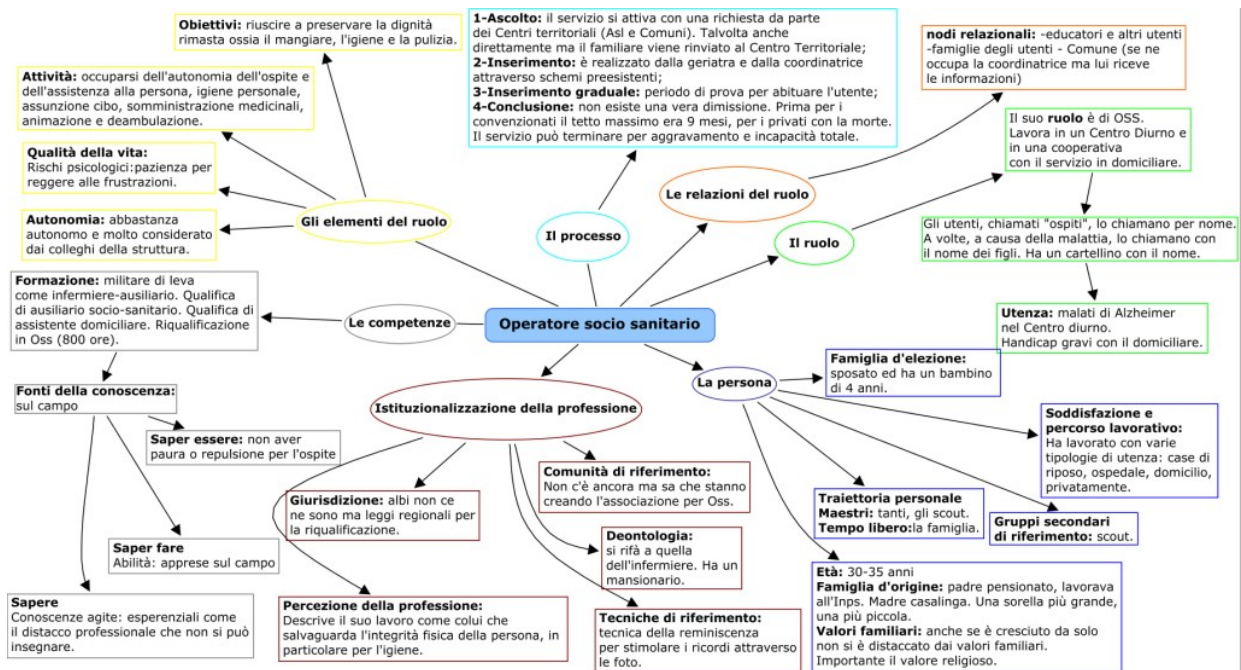 Obiettivi: riuscire a preservare la dignità
rimasta ossia il mangiare, l'igiene e la pulizia.
Attività: occuparsi dell'autonomia dell'ospite e
dell'assistenza alla persona, igiene personale,
assunzione cibo, somministrazione medicinali,
animazione e deambulazione.
Qualità della vita:
Rischi psicologici:pazienza per
reggere alle frustrazioni.
Autonomia: abbastanza
autonomo e molto considerato
dai colleghi della struttura.
Gli elementi del ruolo
1-Ascolto: il servizio si attiva con una richiesta da parte
dei Centri territoriali (Asl e Comuni). Talvolta anche
direttamente ma il familiare viene rinviato al Centro Territoriale;
2-Inserimento: è realizzato dalla geriatra e dalla coordinatrice
attraverso schemi preesistenti;
3-Inserimento graduale: periodo di prova per abituare l'utente;
4-Conclusione: non esiste una vera dimissione. Prima per i
convenzionati il tetto massimo era 9 mesi, per i privati con la morte.
Il servizio può terminare per aggravamento e incapacità totale.
Il processo
nodi relazionali: -educatori e altri utenti
-famiglie degli utenti - Comune (se ne
occupa la coordinatrice ma lui riceve
le informazioni)
Le relazioni del ruolo
Il suo ruolo è di OSS.
Lavora in un Centro Diurno e
in una cooperativa
con il servizio in domiciliare.
Il ruolo
Gli utenti, chiamati "ospiti", lo chiamano per nome.
A volte, a causa della malattia, lo chiamano con
il nome dei figli. Ha un cartellino con il nome.
Utenza: malati di Alzheimer
nel Centro diurno.
Handicap gravi con il domiciliare.
Operatore socio sanitario
Le competenze
Formazione: militare di leva
come infermiere-ausiliario. Qualifica
di ausiliario socio-sanitario. Qualifica di
assistente domiciliare. Riqualificazione
in Oss (800 ore).
Fonti della conoscenza:
sul campo
Saper essere: non aver
paura o repulsione per l'ospite
Saper fare
Abilità: apprese sul campo
Sapere
Conoscenze agite: esperenziali come
il distacco professionale che non si può
insegnare.
Istituzionalizzazione della professione
Giurisdizione: albi non ce
ne sono ma leggi regionali per
la riqualificazione.
Comunità di riferimento:
Non c'è ancora ma sa che stanno
creando l'associazione per Oss.
Deontologia:
si rifà a quella
dell'infermiere. Ha un
mansionario.
Percezione della professione:
Descrive il suo lavoro come colui che
salvaguarda l'integrità fisica della persona, in
particolare per l'igiene.
Tecniche di riferimento:
tecnica della reminiscenza
per stimolare i ricordi attraverso
le foto.
La persona
Famiglia d'elezione:
sposato ed ha un bambino
di 4 anni.
Soddisfazione e
percorso lavorativo:
Ha lavorato con varie
tipologie di utenza: case di
riposo, ospedale, domicilio,
privatamente.
Traiettoria personale
Maestri: tanti, gli scout.
Tempo libero:la famiglia.
Gruppi secondari
di riferimento: scout.
Età: 30-35 anni
Famiglia d'origine: padre pensionato, lavorava
all'Inps. Madre casalinga. Una sorella più grande,
una più piccola.
Valori familiari: anche se è cresciuto da solo
non si è distaccato dai valori familiari.
Importante il valore religioso.